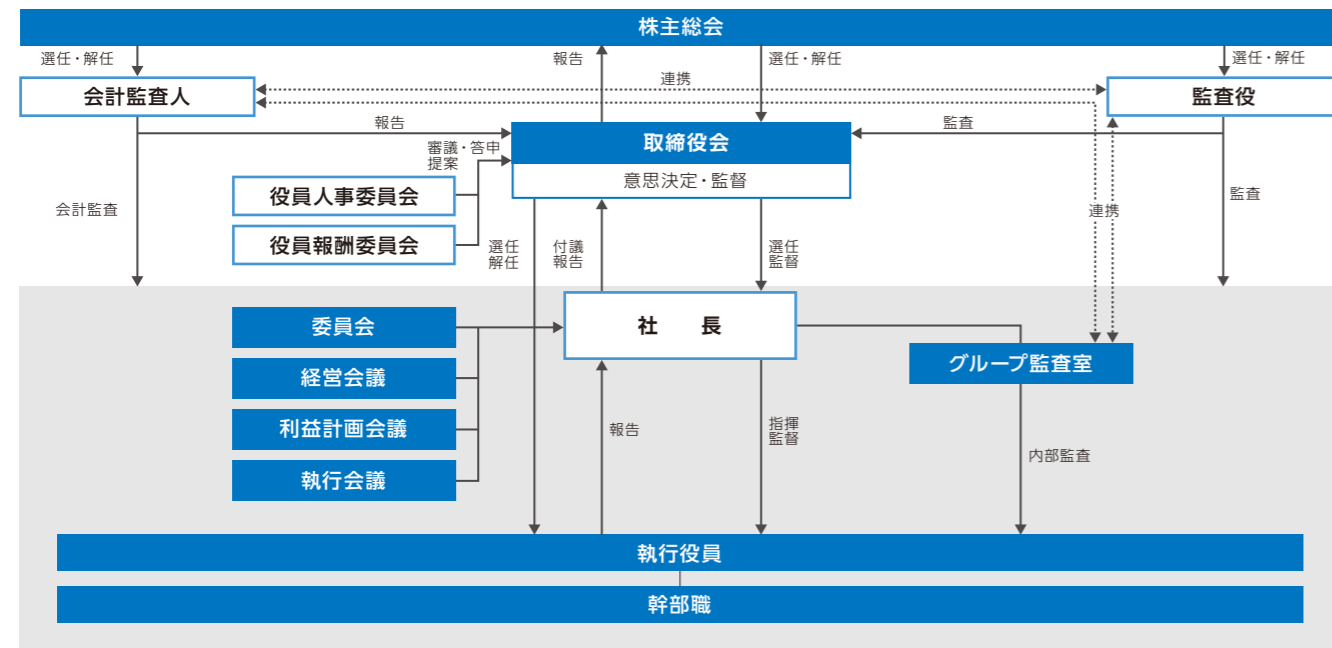 株主総会
選任・解任
報告
選任・解任
選任・解任
会計監査人
連携
監査役
報告
監査
取締役会
意思決定・監督
審議・答申
提案
役員人事委員会
役員報酬委員会
会計監査
選任
解任
付議
報告
選任
監督
連携
監査
委員会
経営会議
利益計画会議
執行会議
社　長
グループ監査室
報告
指揮
監督
内部監査
執行役員
幹部職